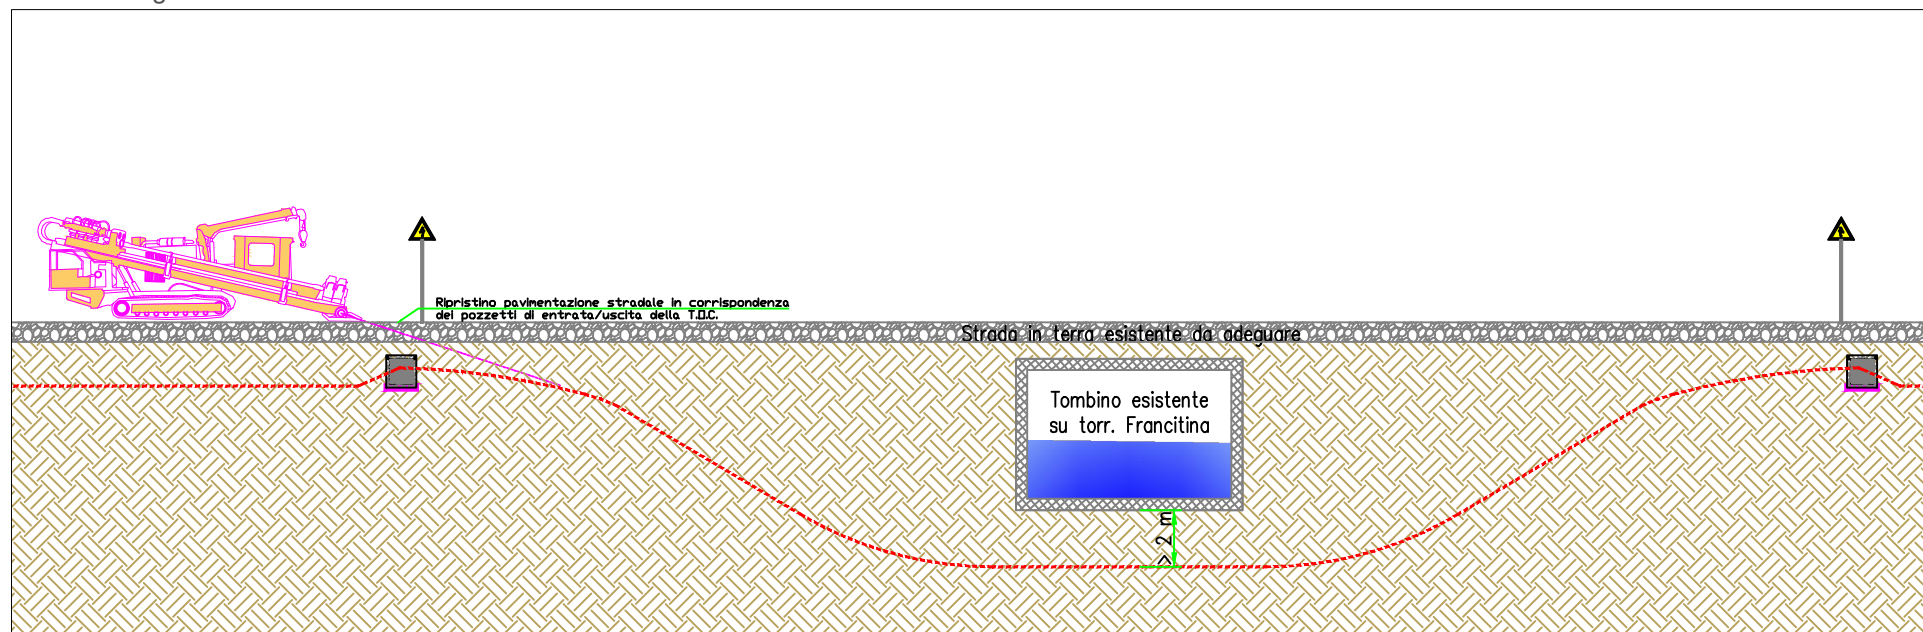 Ripristino pavimentazione stradale in corrispondenza
dei pozzetti di entrata/uscita della T.O.C.
Strada in terra esistente da adeguare
Tombino esistente
su torr. Francitina
> 2 m